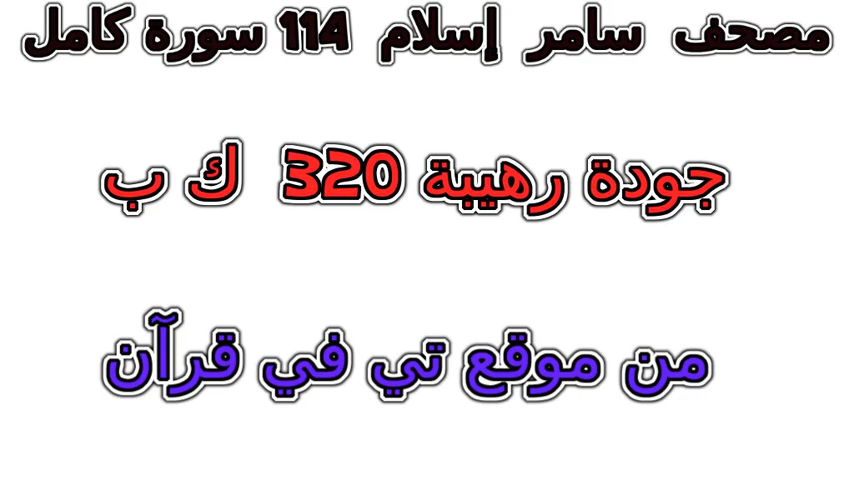 مصحف سامر إسلام 114 سورة كامل
جودة رهيبة 320 ك ب
من موقع تي في قرآن